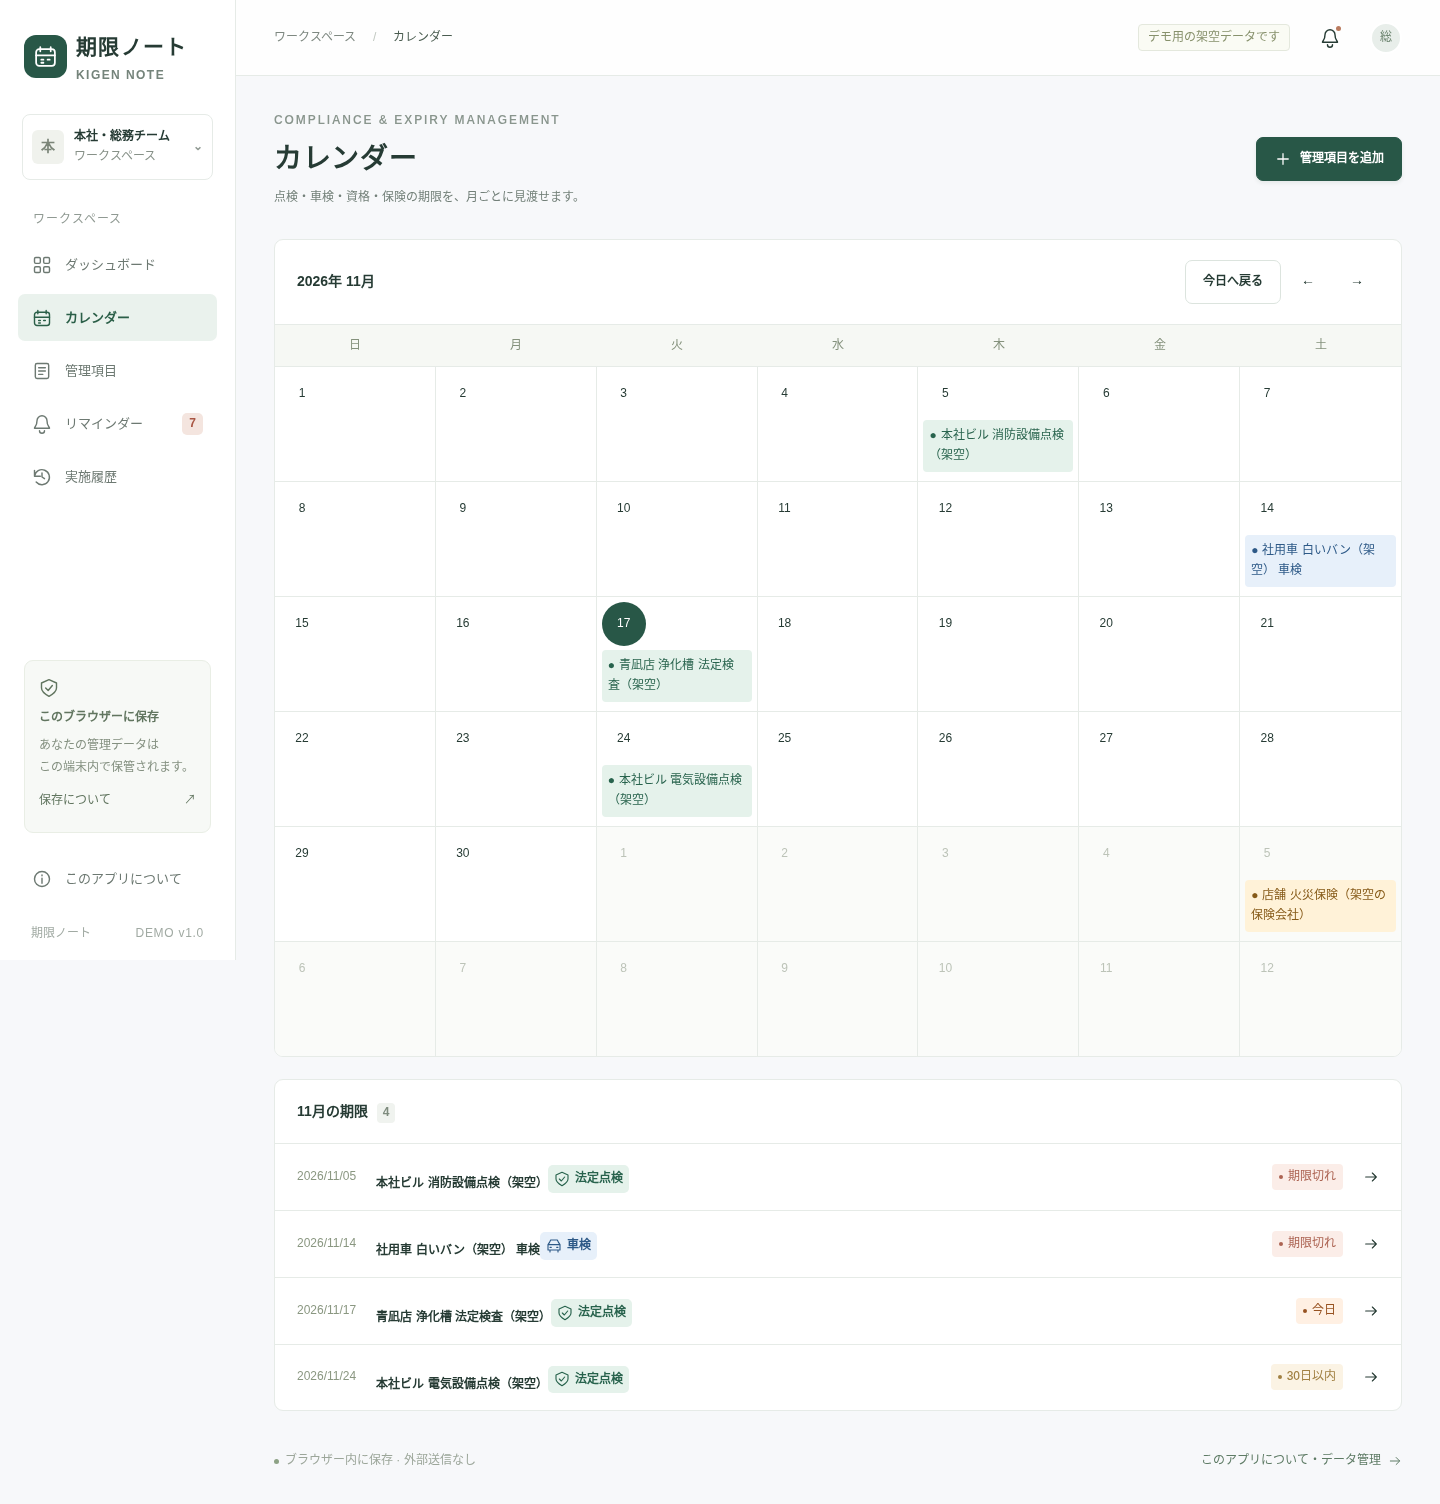 期限ノート
KIGEN NOTE
本
本社・総務チーム
ワークスペース
ワークスペース
ダッシュボード
カレンダー
管理項目
リマインダー 7
実施履歴
このブラウザーに保存
あなたの管理データは
この端末内で保管されます。
保存について ↗
このアプリについて
期限ノート DEMO v1.0
ワークスペース / カレンダー
デモ用の架空データです
総
COMPLIANCE & EXPIRY MANAGEMENT
カレンダー
点検・車検・資格・保険の期限を、月ごとに見渡せます。
管理項目を追加
2026年 11月
今日へ戻る ← →
日 月 火 水 木 金 土
1 2 3 4 5 6 7
● 本社ビル 消防設備点検
（架空）
8 9 10 11 12 13 14
● 社用車 白いバン（架
空） 車検
15 16 17 18 19 20 21
● 青凪店 浄化槽 法定検
査（架空）
22 23 24 25 26 27 28
● 本社ビル 電気設備点検
（架空）
29 30 1 2 3 4 5
● 店舗 火災保険（架空の
保険会社）
6 7 8 9 10 11 12
11月の期限 4
2026/11/05 本社ビル 消防設備点検（架空） 法定点検 期限切れ →
2026/11/14 社用車 白いバン（架空） 車検 車検 期限切れ →
2026/11/17 青凪店 浄化槽 法定検査（架空） 法定点検 今日 →
2026/11/24 本社ビル 電気設備点検（架空） 法定点検 30日以内 →
ブラウザー内に保存 · 外部送信なし
このアプリについて・データ管理 →